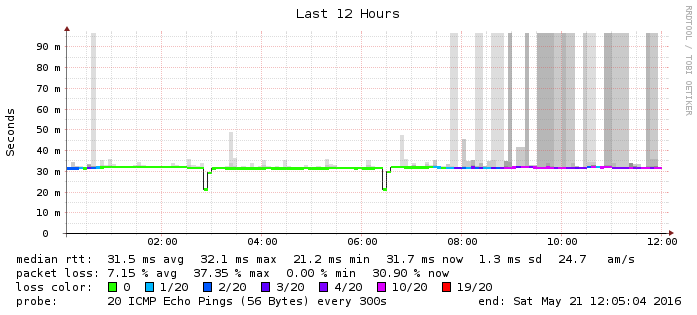 Last 12 Hours
RRDTOOL / TOBI OETIKER
Seconds
90 m
80 m
70 m
60 m
50 m
40 m
30 m
20 m
10 m
0
02:00 04:00 06:00 08:00 10:00 12:00
median rtt: 31.5 ms avg 32.1 ms max 21.2 ms min 31.7 ms now 1.3 ms sd 24.7 am/s
packet loss: 7.15 % avg 37.35 % max 0.00 % min 30.90 % now
loss color: 0 1/20 2/20 3/20 4/20 10/20 19/20
probe: 20 ICMP Echo Pings (56 Bytes) every 300s end: Sat May 21 12:05:04 2016